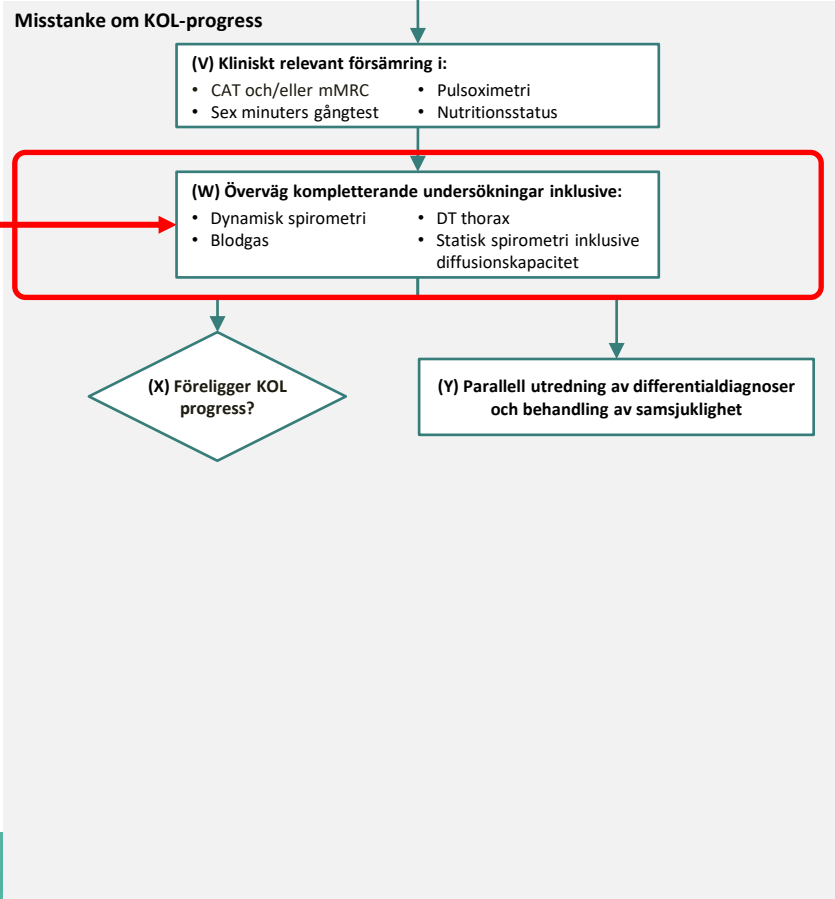 Misstanke om KOL-progress
(V) Kliniskt relevant försämring i:
• CAT och/eller mMRC
• Sex minuters gångtest
• Pulsoximetri
• Nutritionsstatus
(W) Överväg kompletterande undersökningar inklusive:
• Dynamisk spirometri
• Blodgas
• DT thorax
• Statisk spirometri inklusive
diffusionskapacitet
(X) Föreligger KOL
progress?
(Y) Parallell utredning av differentialdiagnoser
och behandling av samsjuklighet